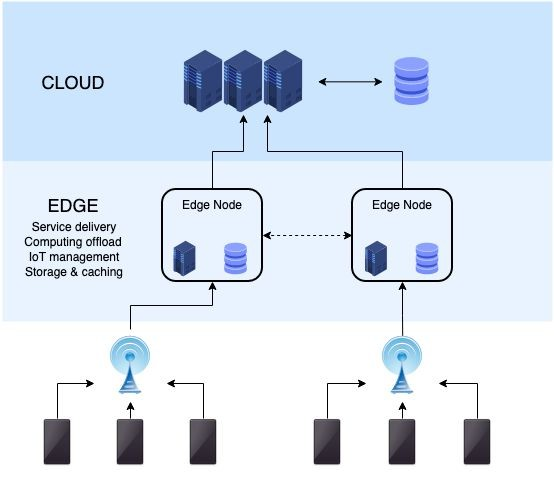 CLOUD
EDGE
Service delivery
Computing offload
IoT management
Storage & caching
Edge Node
Edge Node